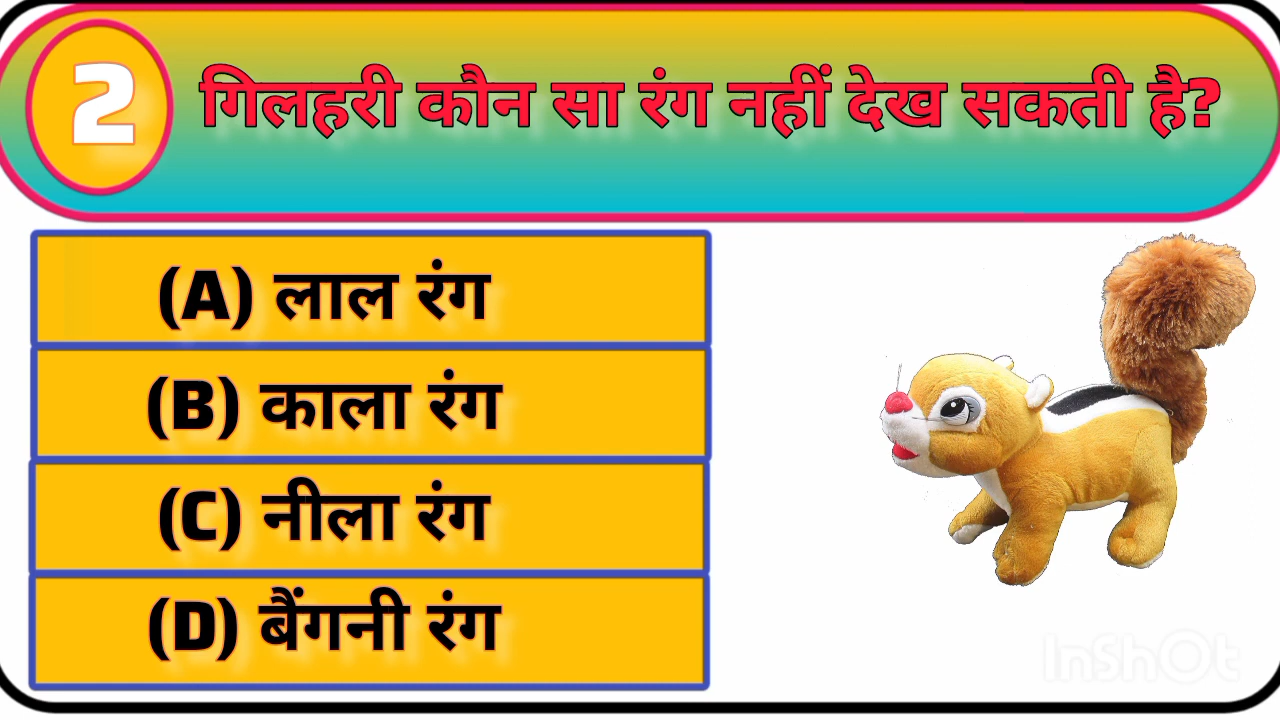 2
गिलहरी कौन सा रंग नहीं देख सकती है?
(A) लाल रंग
(B) काला रंग
(C) नीला रंग
(D) बैंगनी रंग
InShOt